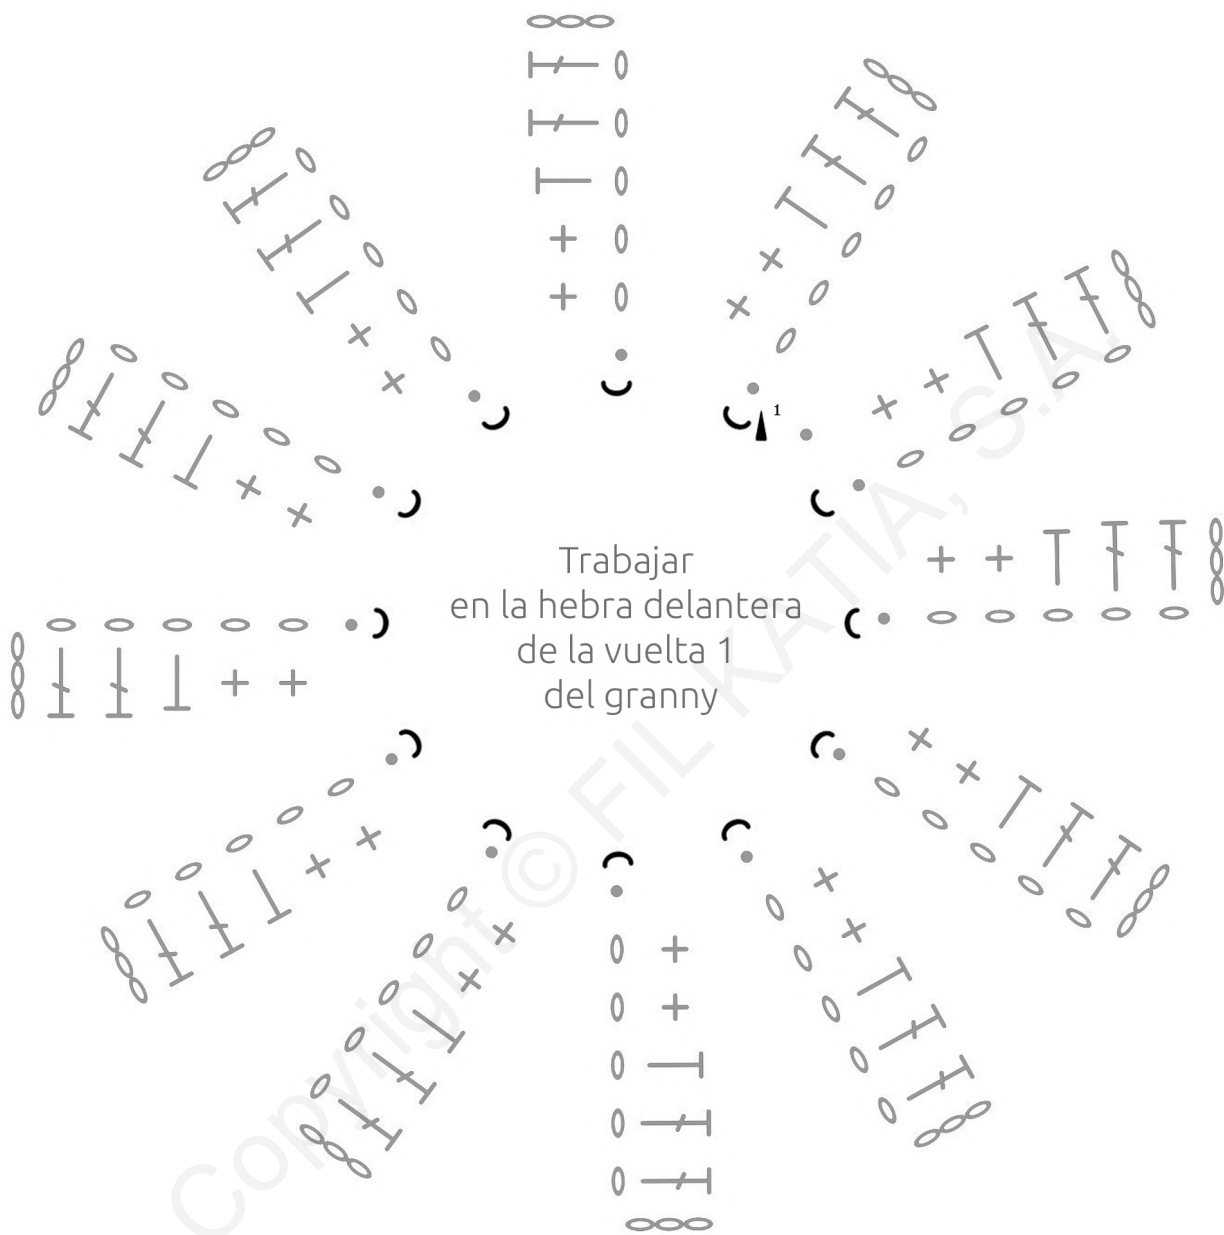 1
Trabajar
en la hebra delantera
de la vuelta 1
del granny
Copyright © FIL KATIA, S.A.